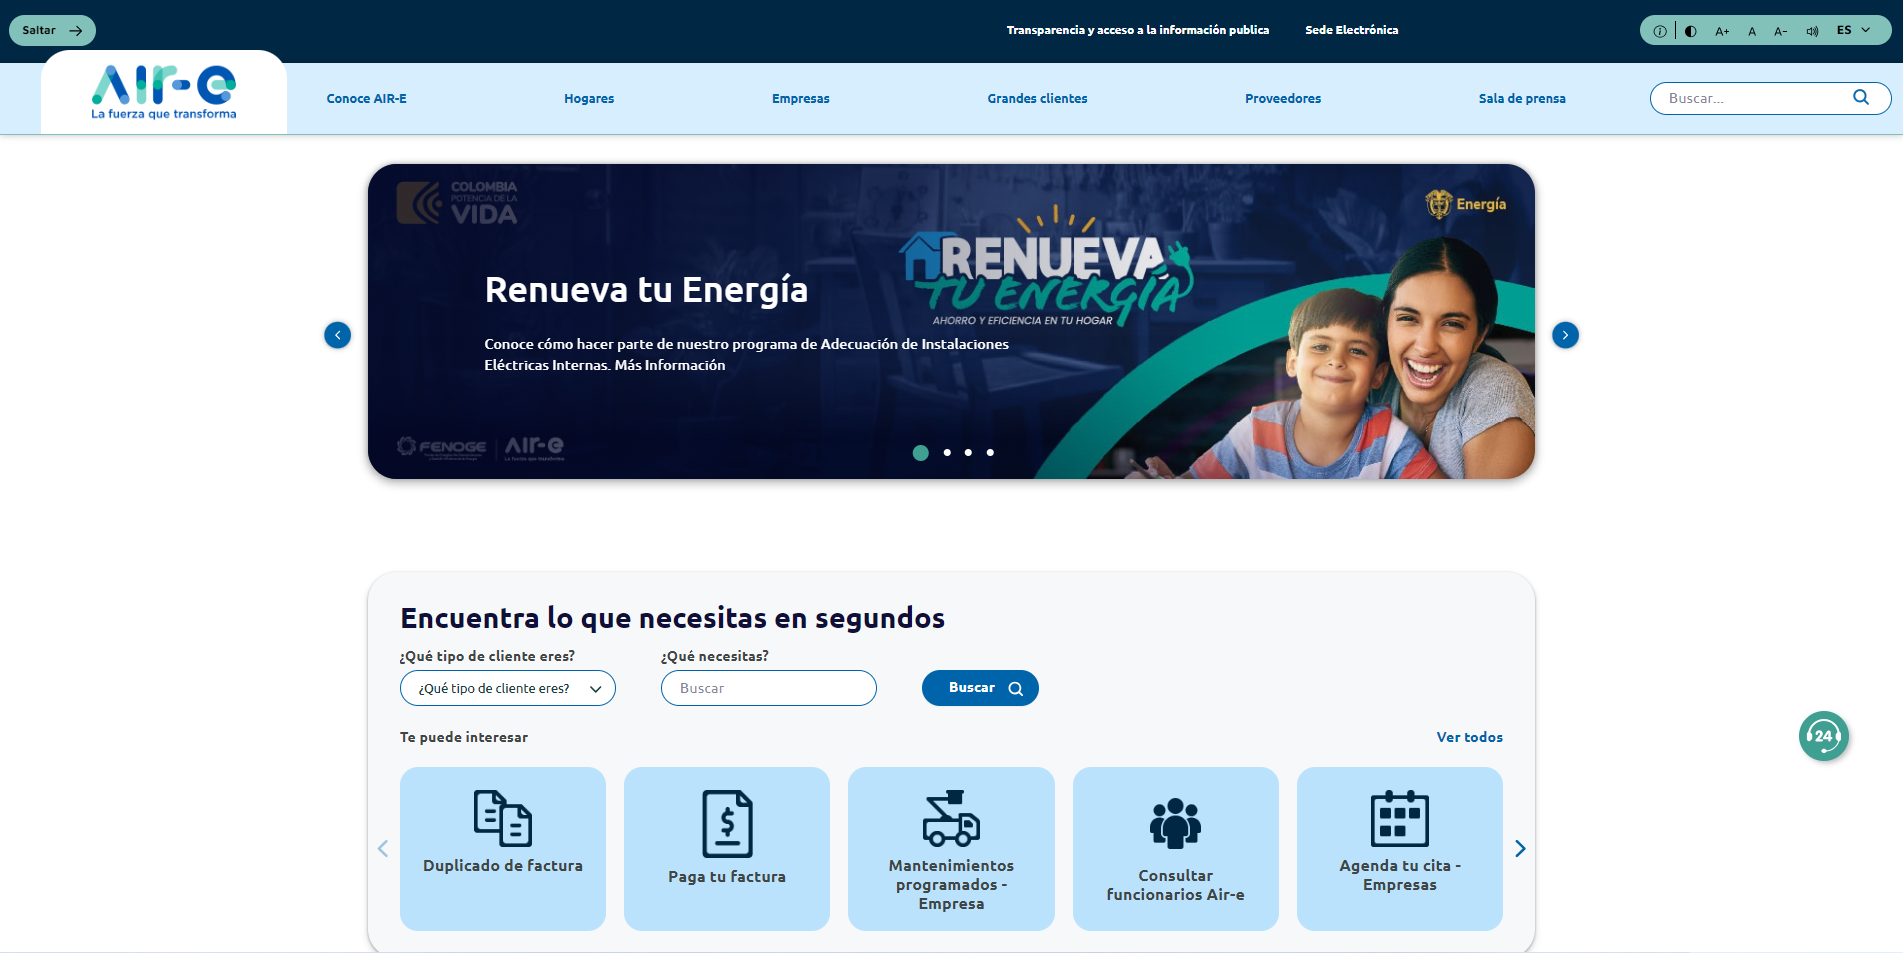 Saltar
Transparencia y acceso a la información publica
Sede Electrónica
A+
A
A-
ES
AIr-e
La fuerza que transforma
Conoce AIR-E
Hogares
Empresas
Grandes clientes
Proveedores
Sala de prensa
Buscar...
COLOMBIA
POTENCIA DE LA
VIDA
Energía
RENUEVA
TU ENERGÍA
AHORRO Y EFICIENCIA EN TU HOGAR
Renueva tu Energía
Conoce cómo hacer parte de nuestro programa de Adecuación de Instalaciones
Eléctricas Internas. Más Información
FENOGE
AIr-e
La fuerza que transforma
Encuentra lo que necesitas en segundos
¿Qué tipo de cliente eres?
¿Qué necesitas?
¿Qué tipo de cliente eres?
Buscar
Buscar
Te puede interesar
Ver todos
24
Duplicado de factura
Paga tu factura
Mantenimientos
programados -
Empresa
Consultar
funcionarios Air-e
Agenda tu cita -
Empresas